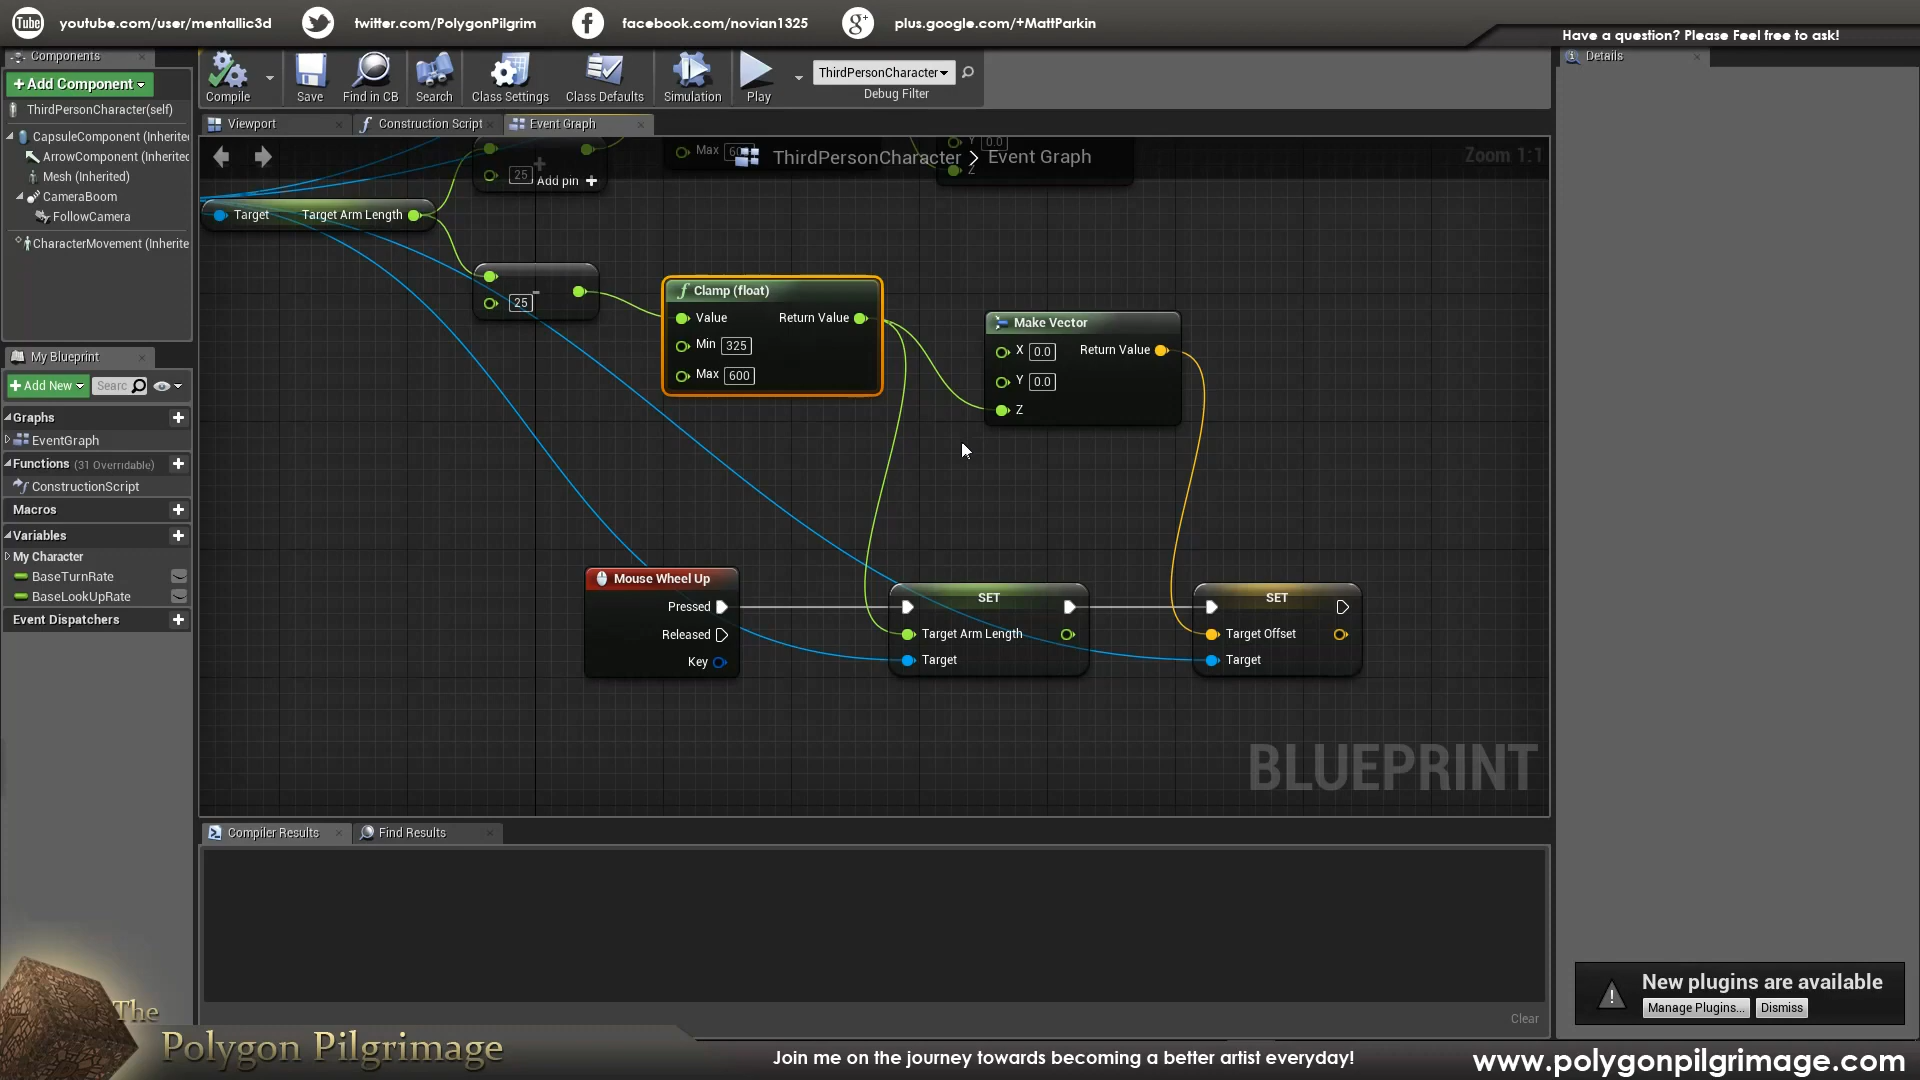 Tube
youtube.com/user/mentallic3d
twitter.com/PolygonPilgrim
facebook.com/novian1325
plus.google.com/+MattParkin
Have a question? Please Feel free to ask!
Components
Details
+Add Component
ThirdPersonCharacter(self)
CapsuleComponent (Inherite
ArrowComponent (Inherited
Mesh (Inherited)
CameraBoom
FollowCamera
CharacterMovement (Inherite
Compile
Save
Find in CB
Search
Class Settings
Class Defaults
Simulation
Play
ThirdPersonCharacter
Debug Filter
Viewport
Construction Script
Event Graph
ThirdPersonCharacter > Event Graph
Zoom 1:1
Max
Y 0.0
Z
25
Add pin +
Target
Target Arm Length
25
Clamp (float)
Value
Return Value
Min 325
Max 600
Make Vector
X 0.0
Return Value
Y 0.0
Z
Mouse Wheel Up
Pressed
Released
Key
SET
Target Arm Length
Target
SET
Target Offset
Target
BLUEPRINT
My Blueprint
+Add New
Searc
Graphs
EventGraph
Functions (31 Overridable)
ConstructionScript
Macros
Variables
My Character
BaseTurnRate
BaseLookUpRate
Event Dispatchers
Compiler Results
Find Results
Clear
New plugins are available
Manage Plugins...
Dismiss
The
Polygon Pilgrimage
Join me on the journey towards becoming a better artist everyday!
www.polygonpilgrimage.com